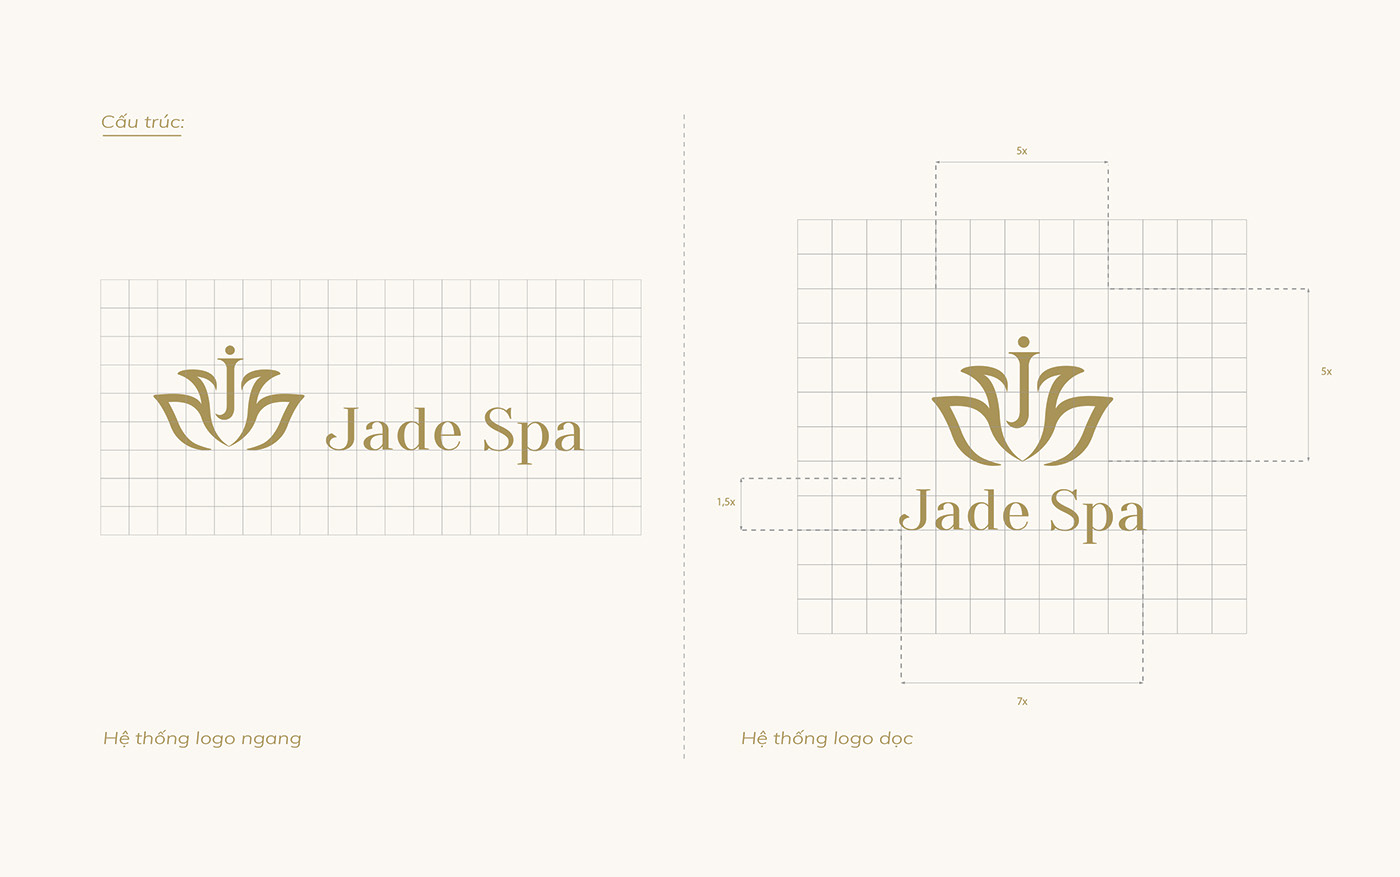 Cấu trúc:
Jade Spa
Hệ thống logo ngang
5x
5x
1,5x
Jade Spa
7x
Hệ thống logo dọc